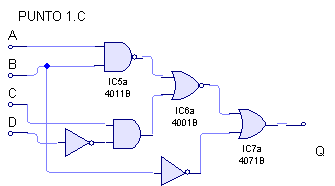 PUNTO 1.C
A
B
IC5a
4011B
C
IC6a
4001B
D
IC7a
4071B
Q